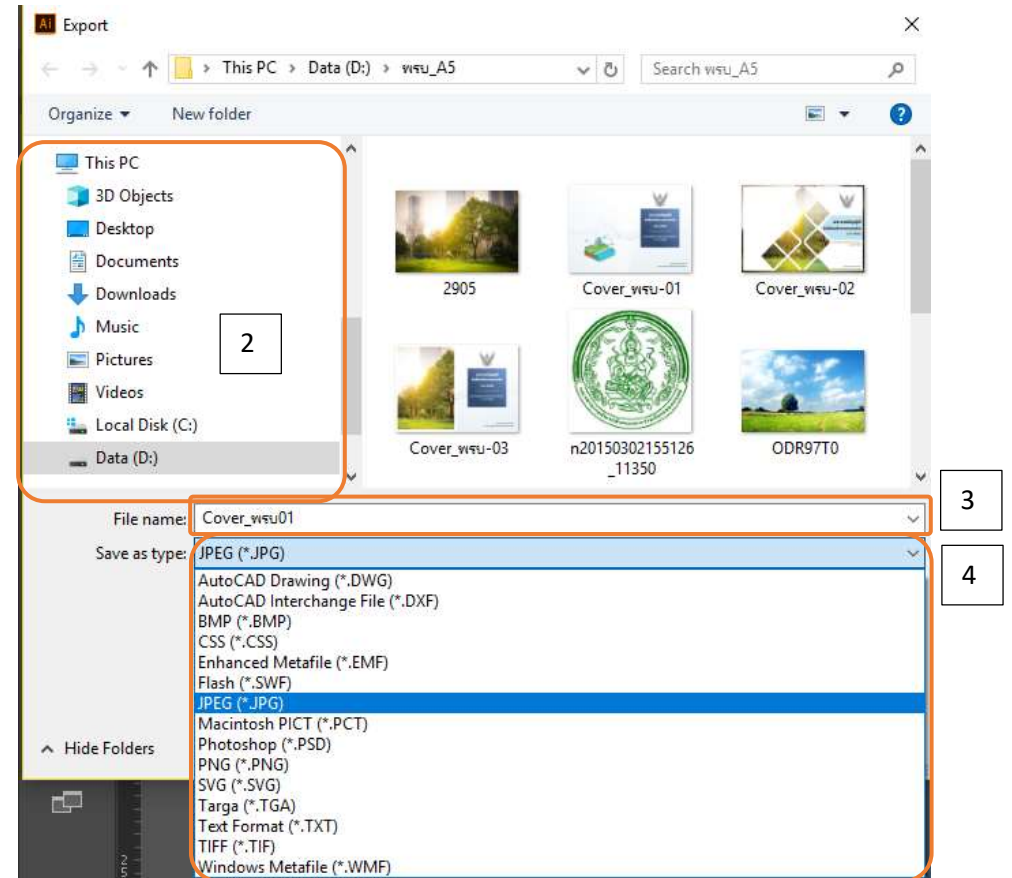 Ai Export
This PC > Data (D:) > พรบ_A5
Search พรบ_A5
Organize
New folder
?
This PC
3D Objects
Desktop
Documents
Downloads
Music
Pictures
Videos
Local Disk (C:)
Data (D:)
2
2905
Cover_พรบ-01
Cover_พรบ-02
Cover_พรบ-03
n20150302155126
_11350
ODR97T0
3
File name: Cover_พรบ01
Save as type: JPEG (*.JPG)
4
AutoCAD Drawing (*.DWG)
AutoCAD Interchange File (*.DXF)
BMP (*.BMP)
CSS (*.CSS)
Enhanced Metafile (*.EMF)
Flash (*.SWF)
JPEG (*.JPG)
Macintosh PICT (*.PCT)
Photoshop (*.PSD)
PNG (*.PNG)
SVG (*.SVG)
Targa (*.TGA)
Text Format (*.TXT)
TIFF (*.TIF)
Windows Metafile (*.WMF)
Hide Folders
2
5